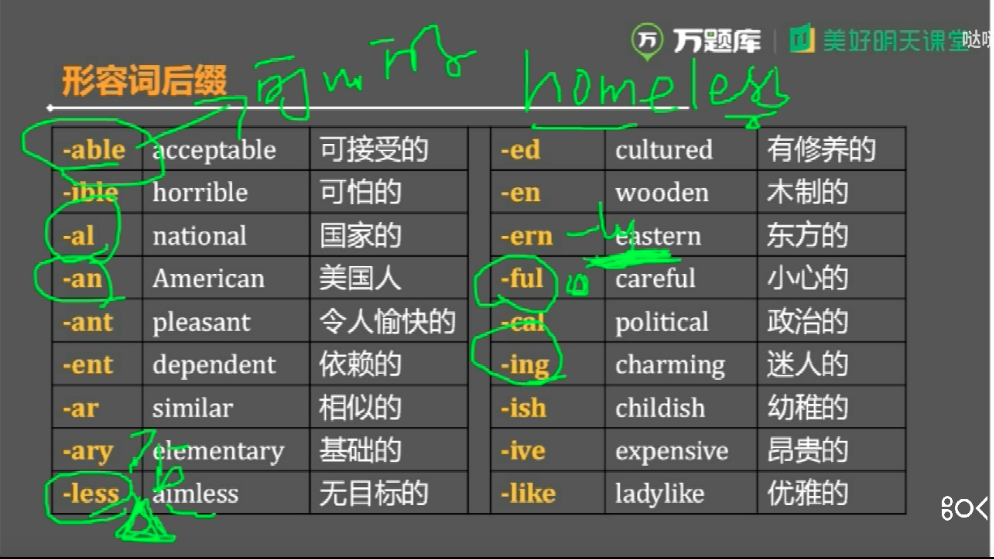 万题库 | 美好明天课堂
形容词后缀
homeless
-able acceptable 可接受的 -ed cultured 有修养的
-ible horrible 可怕的 -en wooden 木制的
-al national 国家的 -ern eastern 东方的
-ly
-an American 美国人 -ful careful 小心的
-ant pleasant 令人愉快的 -cal political 政治的
-ent dependent 依赖的 -ing charming 迷人的
-ar similar 相似的 -ish childish 幼稚的
-ary elementary 基础的 -ive expensive 昂贵的
-less aimless 无目标的 -like ladylike 优雅的